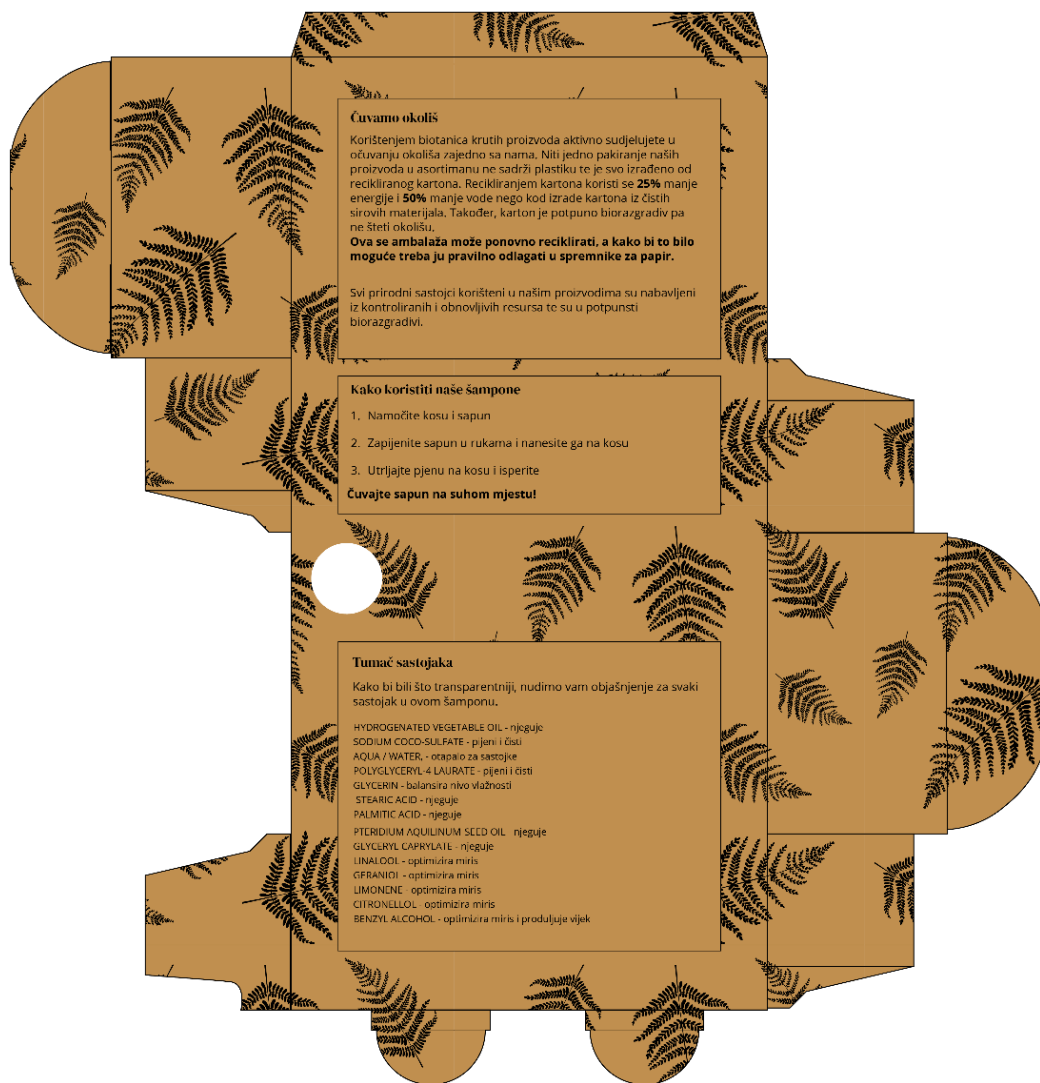 Čuvamo okoliš
Korištenjem biotanica krutih proizvoda aktivno sudjelujete u
očuvanju okoliša zajedno sa nama. Niti jedno pakiranje naših
proizvoda u asortimanu ne sadrži plastiku te je svo izrađeno od
recikliranog kartona. Recikliranjem kartona koristi se 25% manje
energije i 50% manje vode nego kod izrade kartona iz čistih
sirovih materijala. Također, karton je potpuno biorazgradiv pa
ne šteti okolišu.
Ova se ambalaža može ponovno reciklirati, a kako bi to bilo
moguće treba ju pravilno odlagati u spremnike za papir.
Svi prirodni sastojci korišteni u našim proizvodima su nabavljeni
iz kontroliranih i obnovljivih resursa te su u potpunsti
biorazgradivi.
Kako koristiti naše šampone
1. Namočite kosu i sapun
2. Zapijenite sapun u rukama i nanesite ga na kosu
3. Utrljajte pjenu na kosu i isperite
Čuvajte sapun na suhom mjestu!
Tumač sastojaka
Kako bi bili što transparentniji, nudimo vam objašnjenje za svaki
sastojak u ovom šamponu.
HYDROGENATED VEGETABLE OIL - njeguje
SODIUM COCO-SULFATE - pijeni i čisti
AQUA / WATER, - otapalo za sastojke
POLYGLYCERYL-4 LAURATE - pijeni i čisti
GLYCERIN - balansira nivo vlažnosti
STEARIC ACID - njeguje
PALMITIC ACID - njeguje
PTERIDIUM AQUILINUM SEED OIL njeguje
GLYCERYL CAPRYLATE - njeguje
LINALOOL - optimizira miris
GERANIOL - optimizira miris
LIMONENE - optimizira miris
CITRONELLOL - optimizira miris
BENZYL ALCOHOL - optimizira miris i produljuje vijek